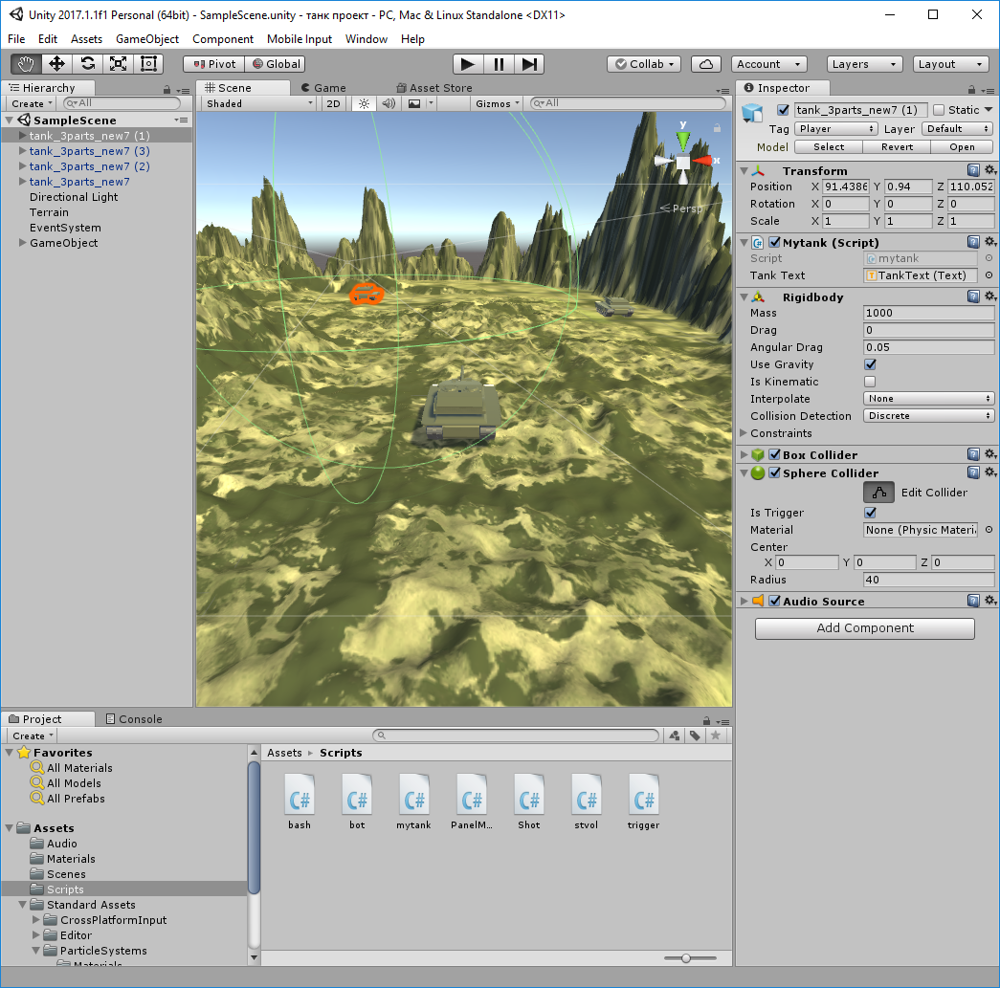 Unity 2017.1.1f1 Personal (64bit) - SampleScene.unity - танк проект - PC, Mac & Linux Standalone <DX11>
File Edit Assets GameObject Component Mobile Input Window Help
Pivot Global Collab Account Layers Layout
Hierarchy
Create All
SampleScene
tank_3parts_new7 (1)
tank_3parts_new7 (3)
tank_3parts_new7 (2)
tank_3parts_new7
Directional Light
Terrain
EventSystem
GameObject
Scene Game Asset Store
Shaded 2D Gizmos All
y
x
Persp
Inspector
tank_3parts_new7 (1) Static
Tag Player Layer Default
Model Select Revert Open
Transform
Position X 91.4386 Y 0.94 Z 110.052
Rotation X 0 Y 0 Z 0
Scale X 1 Y 1 Z 1
Mytank (Script)
Script mytank
Tank Text TankText (Text)
Rigidbody
Mass 1000
Drag 0
Angular Drag 0.05
Use Gravity
Is Kinematic
Interpolate None
Collision Detection Discrete
Constraints
Box Collider
Sphere Collider
Edit Collider
Is Trigger
Material None (Physic Materi
Center
X 0 Y 0 Z 0
Radius 40
Audio Source
Add Component
Project Console
Create
Favorites
All Materials
All Models
All Prefabs
Assets
Audio
Materials
Scenes
Scripts
Standard Assets
CrossPlatformInput
Editor
ParticleSystems
Materials
Assets Scripts
C# C# C# C# C# C# C#
bash bot mytank PanelM... Shot stvol trigger